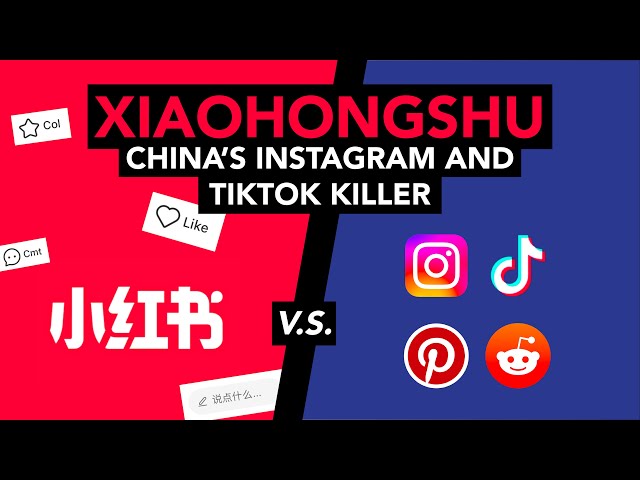 XIAOHONGSHU
CHINA'S INSTAGRAM AND
TIKTOK KILLER
Col
Like
Cmt
小红书
V.S.
说点什么...